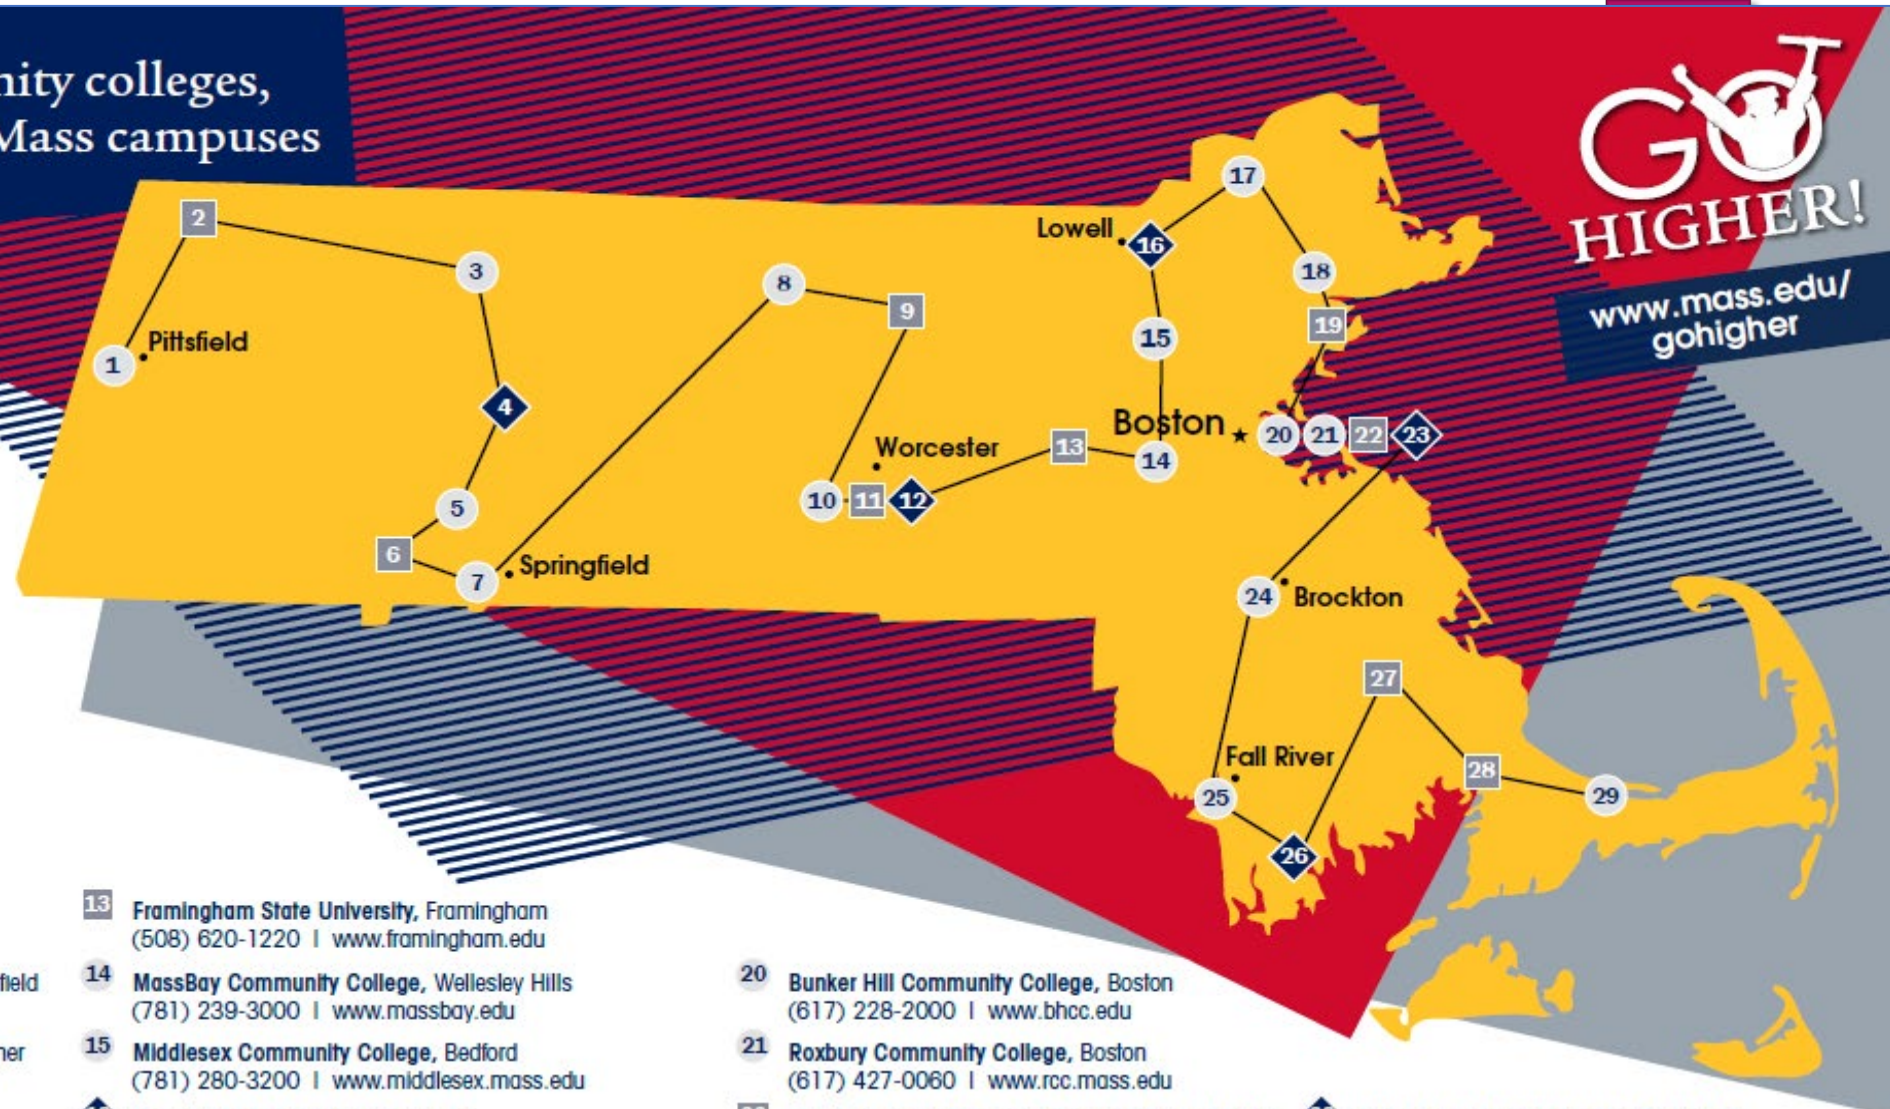 nity colleges,
Mass campuses
GO
HIGHER!
www.mass.edu/
gohigher
17
2
Lowell
16
3
18
8
9
19
Pittsfield
1
15
4
Boston
20
21
22
23
Worcester
13
14
10
11
12
5
6
7
Springfield
24
Brockton
27
Fall River
28
25
29
26
13 Framingham State University, Framingham
(508) 620-1220 | www.framingham.edu
field
14 MassBay Community College, Wellesley Hills
(781) 239-3000 | www.massbay.edu
her
15 Middlesex Community College, Bedford
(781) 280-3200 | www.middlesex.mass.edu
20 Bunker Hill Community College, Boston
(617) 228-2000 | www.bhcc.edu
21 Roxbury Community College, Boston
(617) 427-0060 | www.rcc.mass.edu